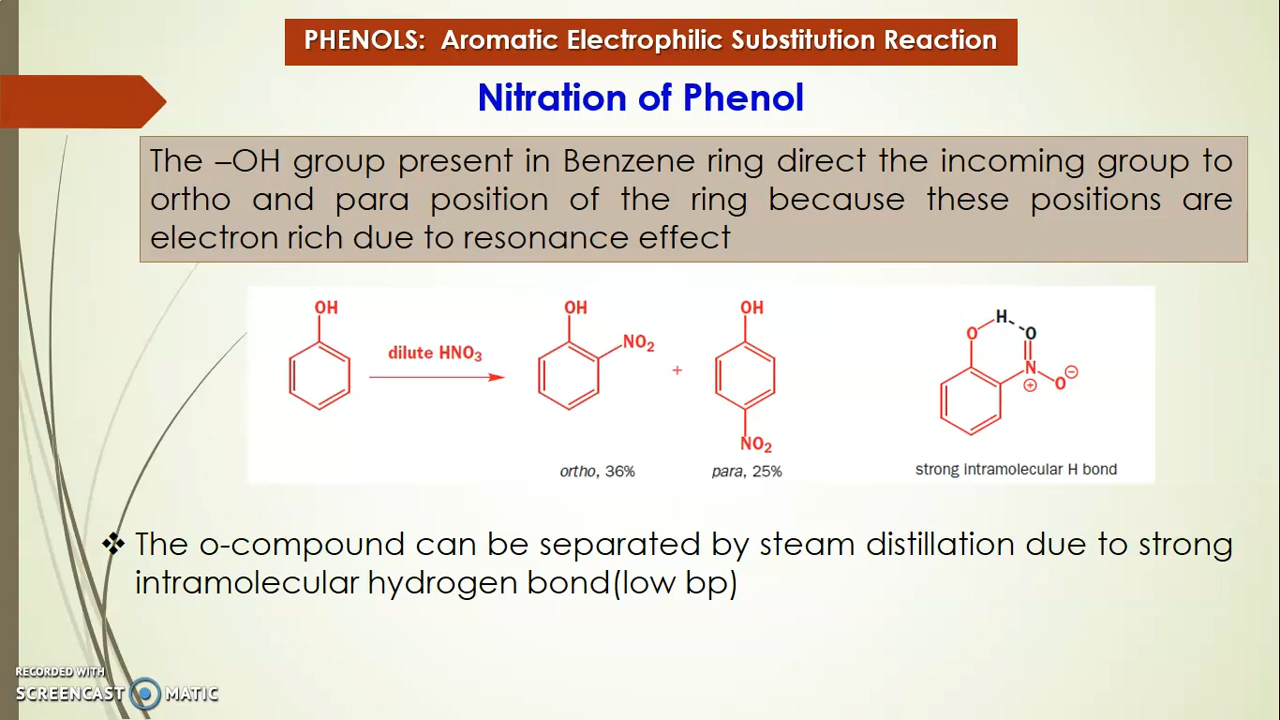 PHENOLS: Aromatic Electrophilic Substitution Reaction
Nitration of Phenol
The –OH group present in Benzene ring direct the incoming group to
ortho and para position of the ring because these positions are
electron rich due to resonance effect
OH
dilute HNO3
OH
NO2
+
OH
NO2
ortho, 36%
para, 25%
H
O
O
N
⊕
O
⊖
strong intramolecular H bond
❖ The o-compound can be separated by steam distillation due to strong
intramolecular hydrogen bond(low bp)
RECORDED WITH
SCREENCAST MATIC